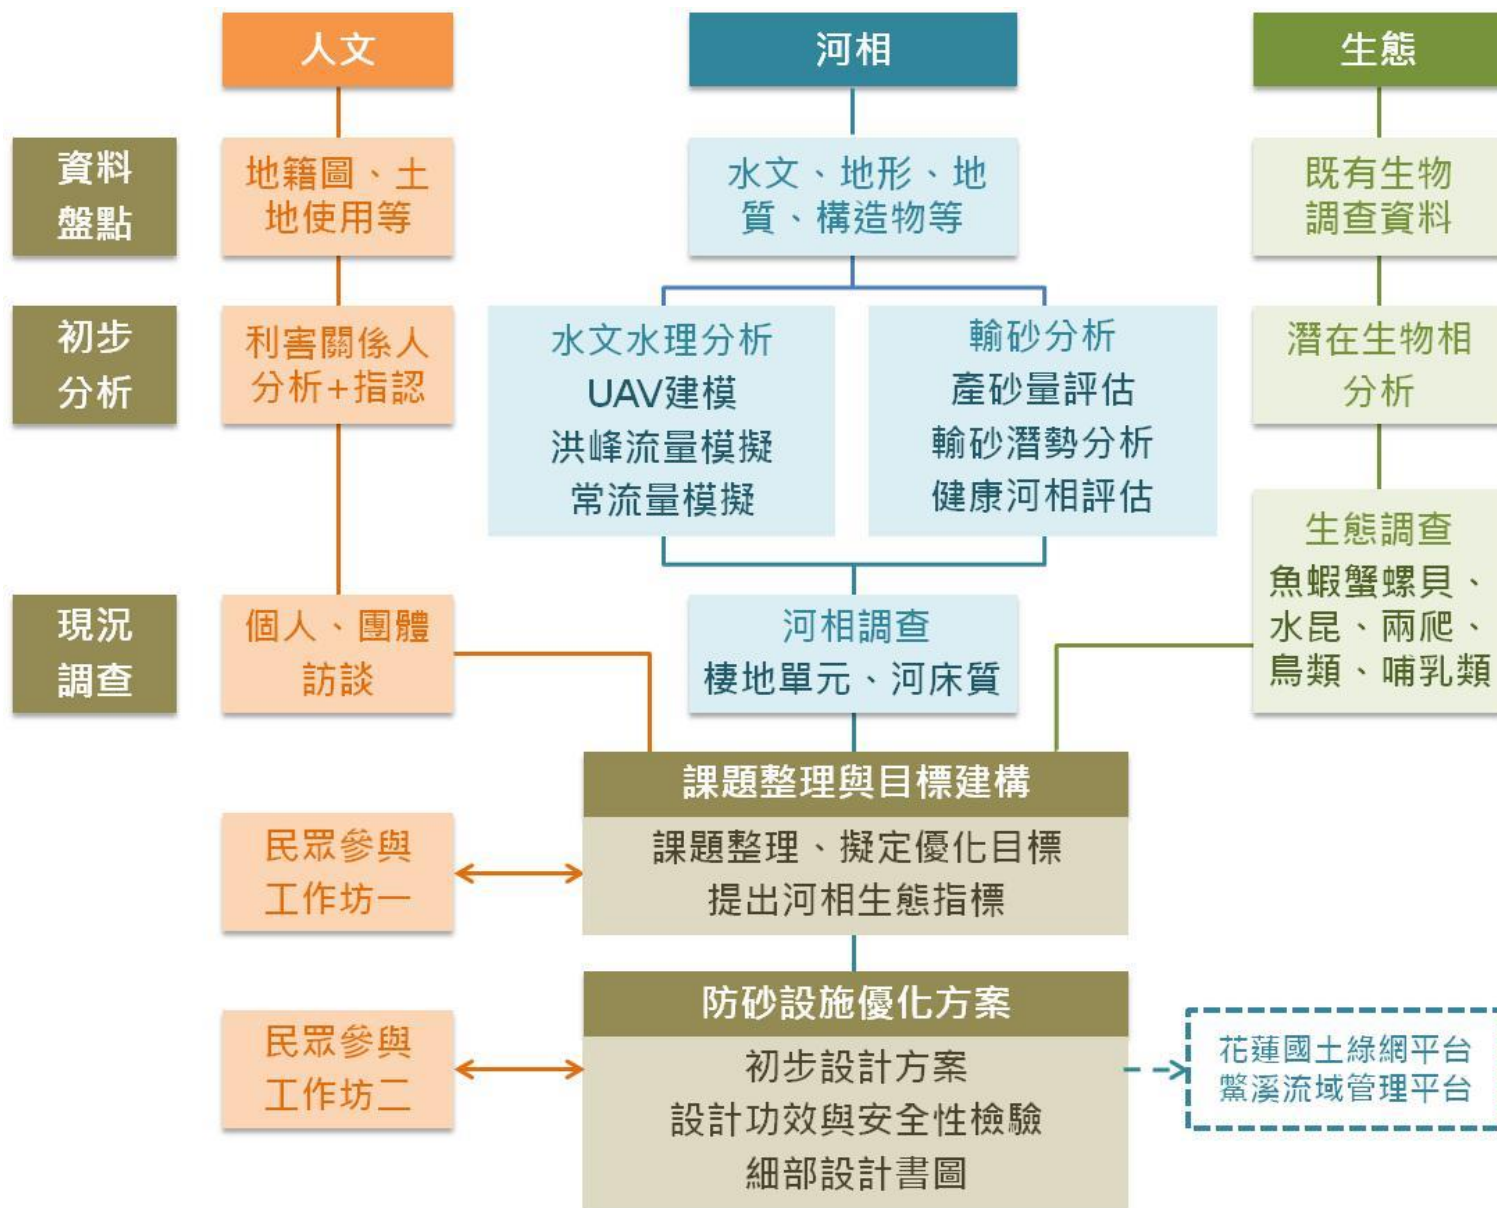 人文
河相
生態
資料
盤點
地籍圖、土
地使用等
水文、地形、地
質、構造物等
既有生物
調查資料
初步
分析
利害關係人
分析+指認
水文水理分析
UAV建模
洪峰流量模擬
常流量模擬
輸砂分析
產砂量評估
輸砂潛勢分析
健康河相評估
潛在生物相
分析
現況
調查
個人、團體
訪談
河相調查
棲地單元、河床質
生態調查
魚蝦蟹螺貝、
水昆、兩爬、
鳥類、哺乳類
課題整理與目標建構
課題整理、擬定優化目標
提出河相生態指標
民眾參與
工作坊一
防砂設施優化方案
初步設計方案
設計功效與安全性檢驗
細部設計書圖
民眾參與
工作坊二
花蓮國土綠網平台
鱉溪流域管理平台